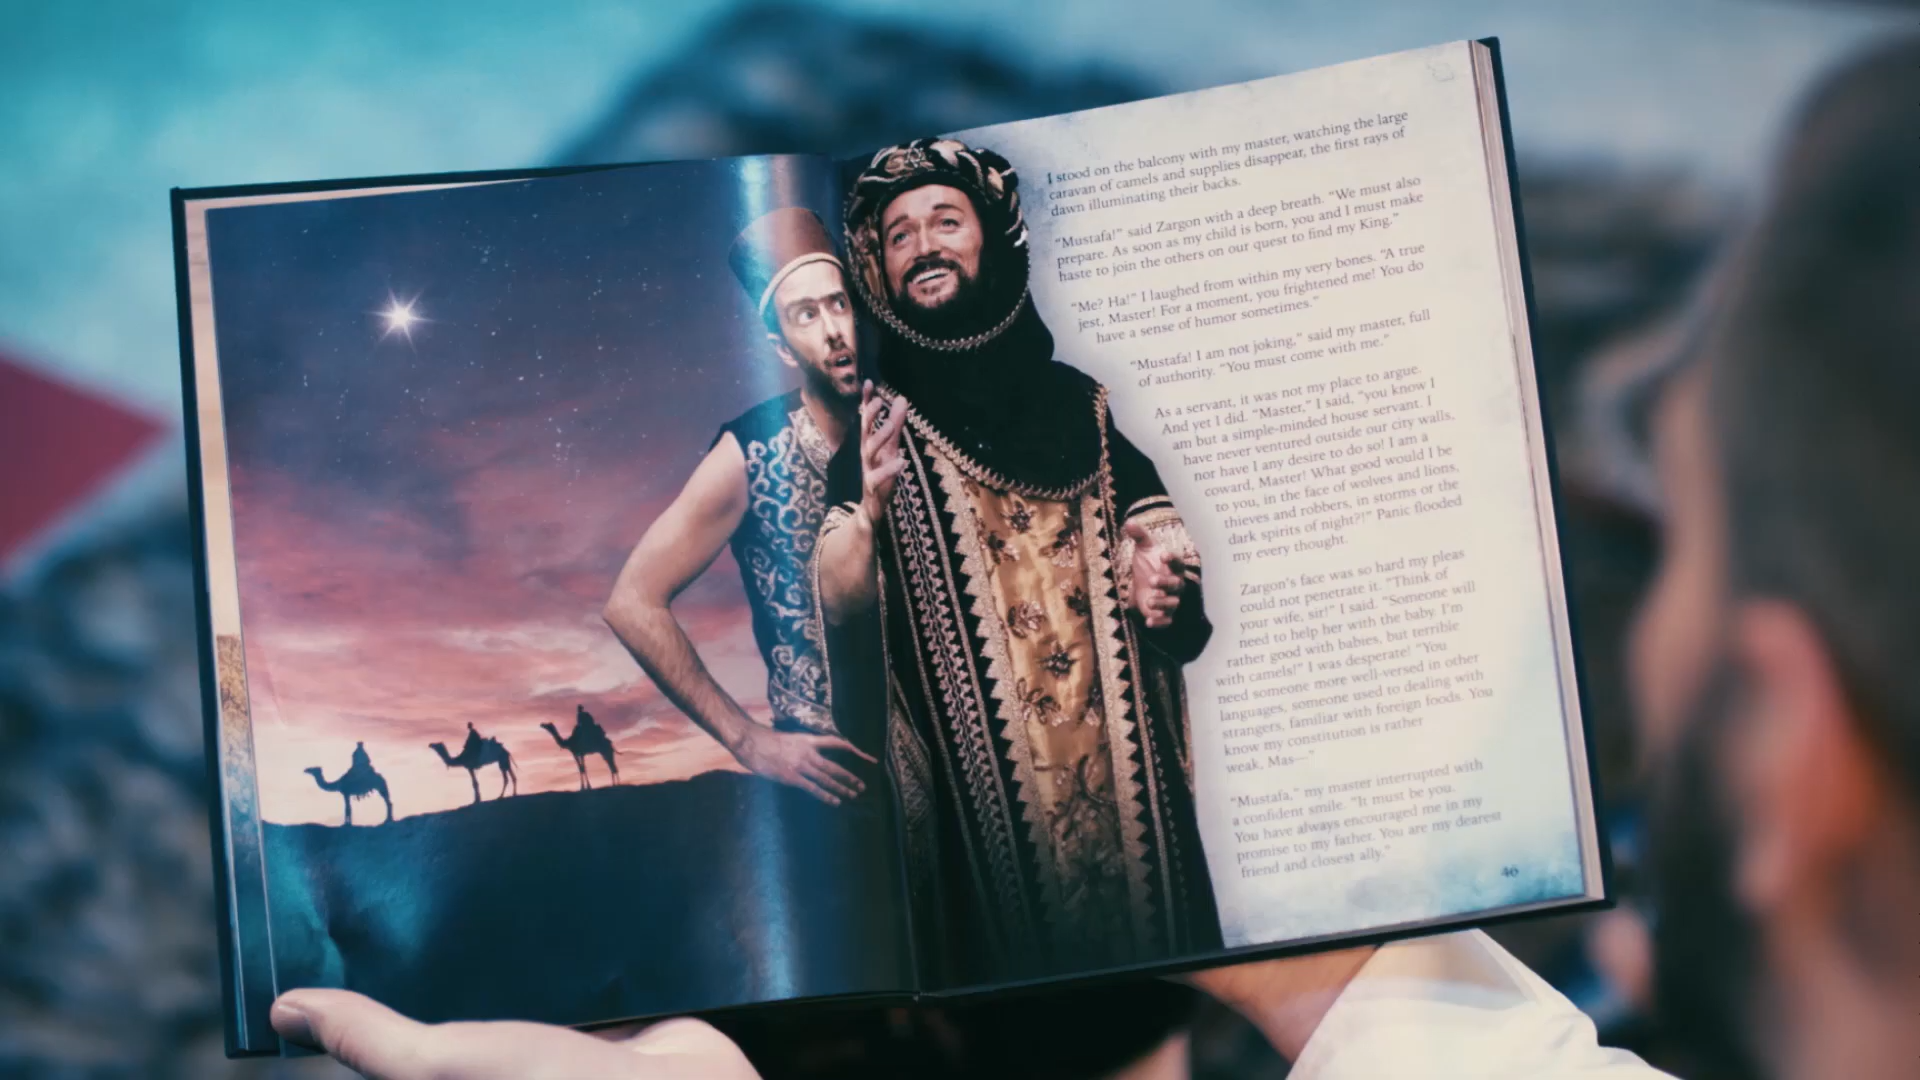 I stood on the balcony with my master, watching the large
caravan of camels and supplies disappear, the first rays of
dawn illuminating their backs.
“Mustafa!” said Zargon with a deep breath. “We must also
prepare. As soon as my child is born, you and I must make
haste to join the others on our quest to find my King.”
“Me? Ha!” I laughed from within my very bones. “A true
jest, Master! For a moment, you frightened me! You do
have a sense of humor sometimes.”
“Mustafa! I am not joking,” said my master, full
of authority. “You must come with me.”
As a servant, it was not my place to argue.
And yet I did. “Master,” I said, “you know I
am but a simple-minded house servant. I
have never ventured outside our city walls,
nor have I any desire to do so! I am a
coward, Master! What good would I be
to you, in the face of wolves and lions,
thieves and robbers, in storms or the
dark spirits of night?!” Panic flooded
my every thought.
Zargon’s face was so hard my pleas
could not penetrate it. “Think of
your wife, sir!” I said. “Someone will
need to help her with the baby. I’m
rather good with babies, but terrible
with camels!” I was desperate! “You
need someone more well-versed in other
languages, someone used to dealing with
strangers, familiar with foreign foods. You
know my constitution is rather
weak, Mas—”
“Mustafa,” my master interrupted with
a confident smile. “It must be you.
You have always encouraged me in my
promise to my father. You are my dearest
friend and closest ally.”
46